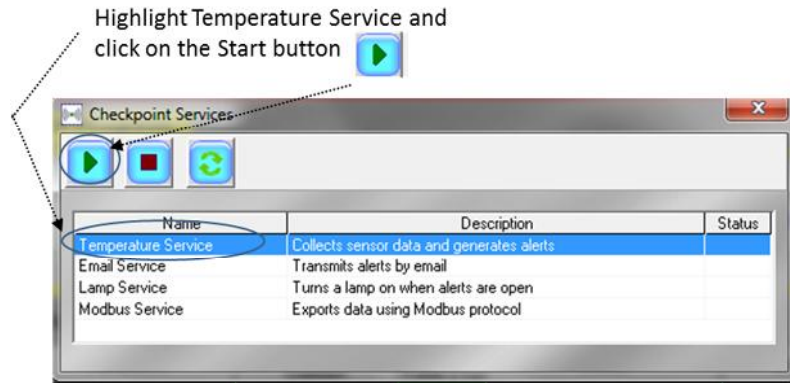 Highlight Temperature Service and
click on the Start button
Checkpoint Services
Name Description Status
Temperature Service Collects sensor data and generates alerts
Email Service Transmits alerts by email
Lamp Service Turns a lamp on when alerts are open
Modbus Service Exports data using Modbus protocol